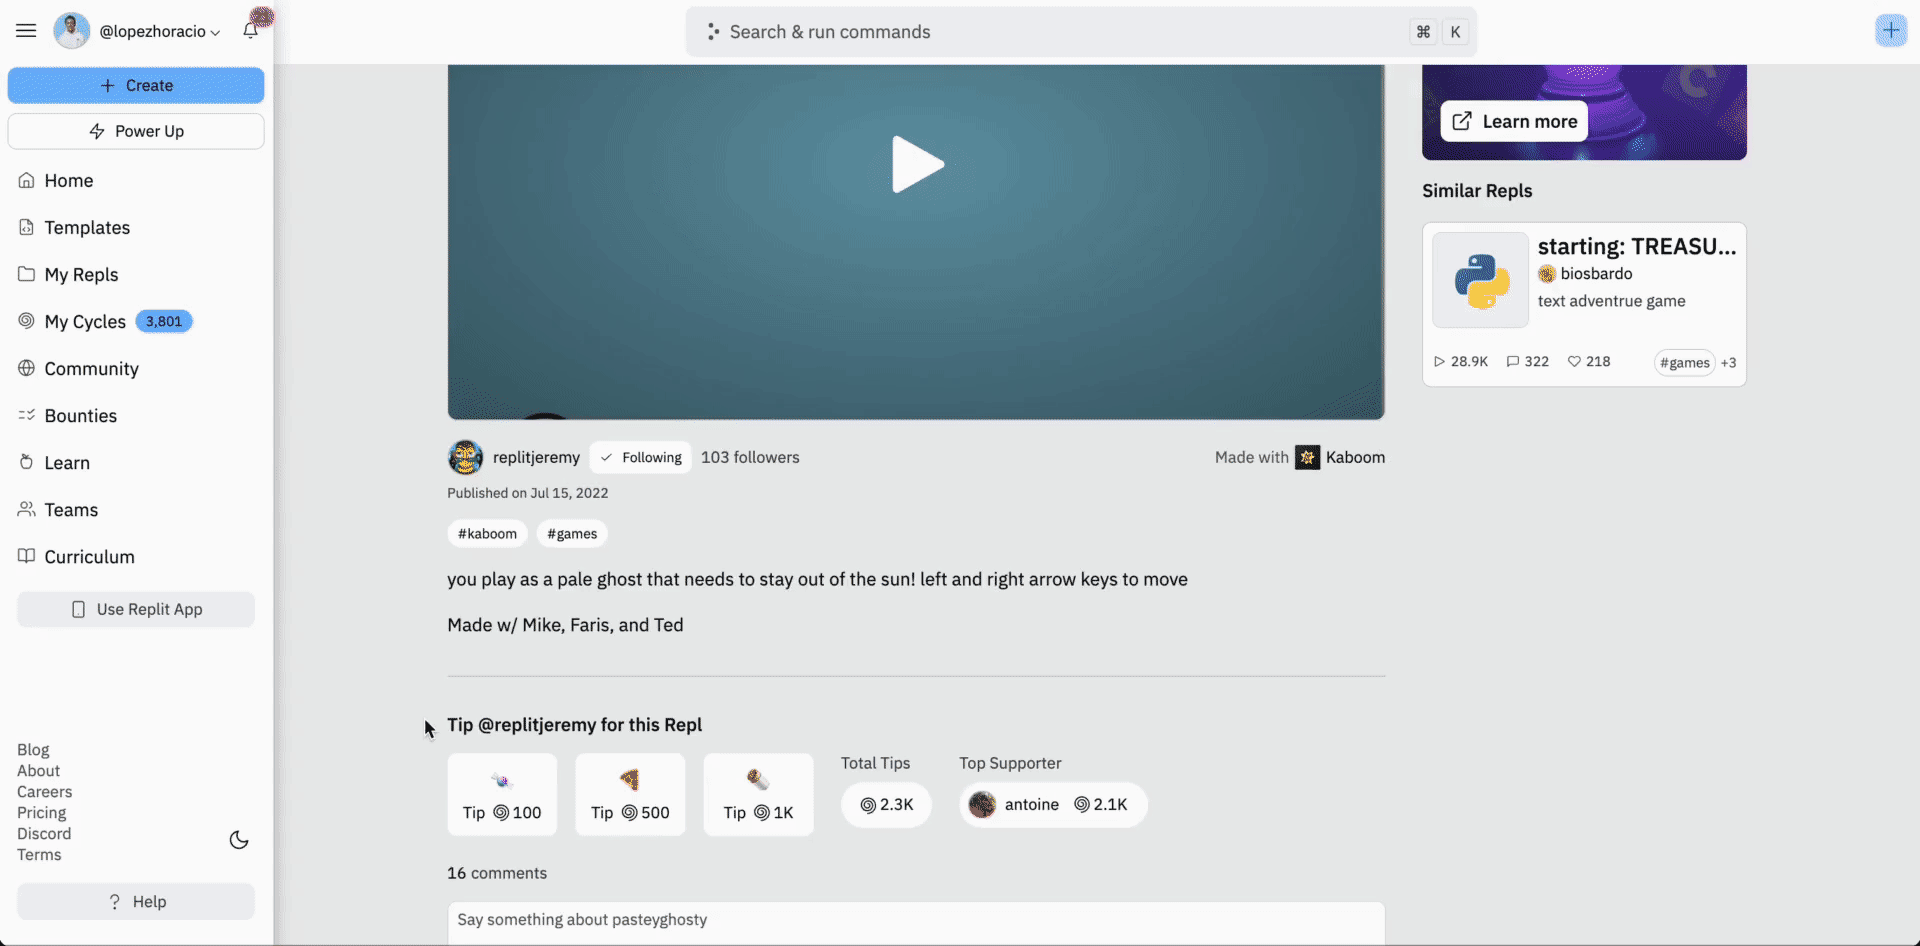 @lopezhoracio
Search & run commands
⌘ K
+ Create
Power Up
Home
Templates
My Repls
My Cycles 3,801
Community
Bounties
Learn
Teams
Curriculum
Use Replit App
Blog
About
Careers
Pricing
Discord
Terms
? Help
replitjeremy Following 103 followers
Made with Kaboom
Published on Jul 15, 2022
#kaboom #games
you play as a pale ghost that needs to stay out of the sun! left and right arrow keys to move
Made w/ Mike, Faris, and Ted
Tip @replitjeremy for this Repl
Tip 100
Tip 500
Tip 1K
Total Tips
2.3K
Top Supporter
antoine 2.1K
16 comments
Say something about pasteyghosty
Learn more
Similar Repls
starting: TREASU...
biosbardo
text adventrue game
28.9K 322 218 #games +3